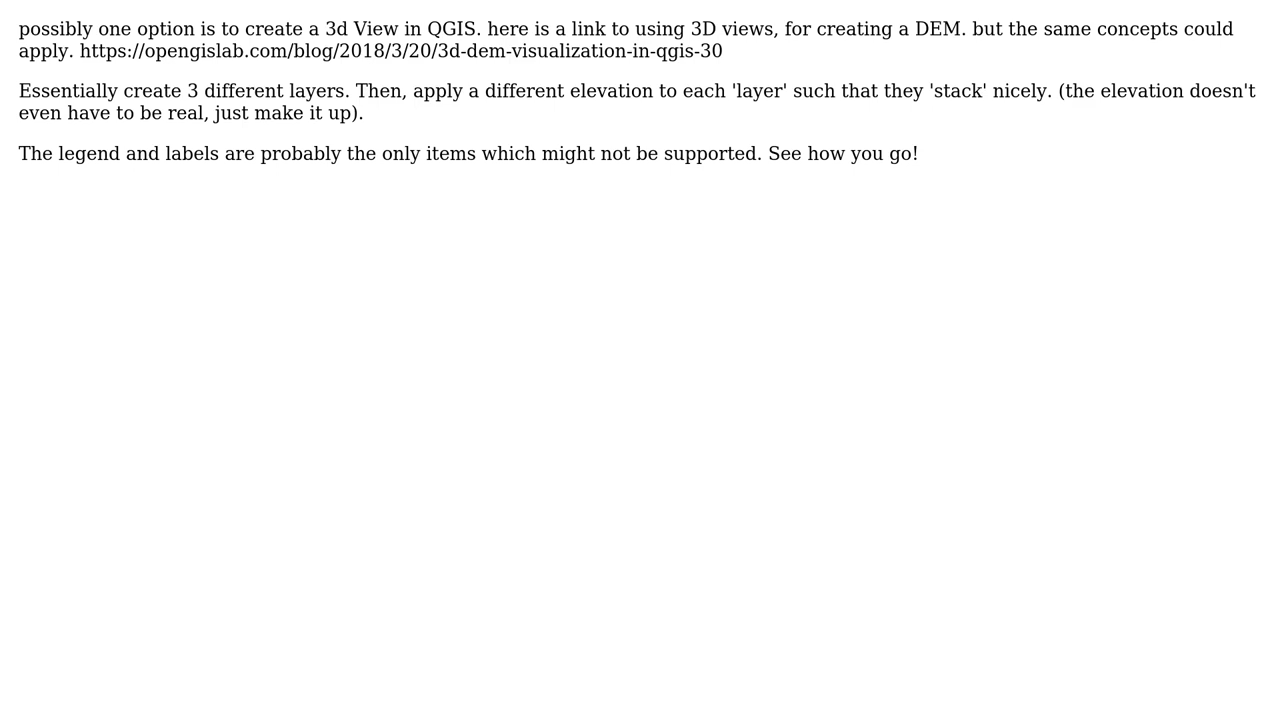 possibly one option is to create a 3d View in QGIS. here is a link to using 3D views, for creating a DEM. but the same concepts could
apply. https://opengislab.com/blog/2018/3/20/3d-dem-visualization-in-qgis-30
Essentially create 3 different layers. Then, apply a different elevation to each 'layer' such that they 'stack' nicely. (the elevation doesn't
even have to be real, just make it up).
The legend and labels are probably the only items which might not be supported. See how you go!